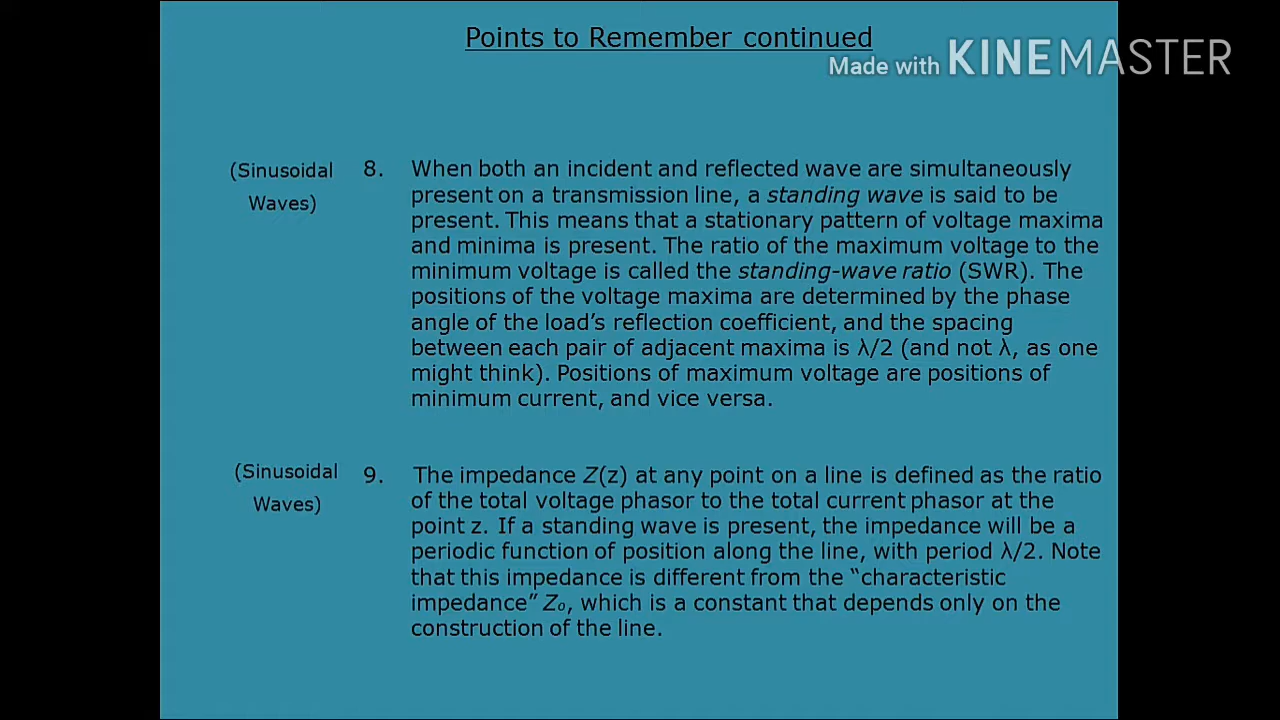 Points to Remember continued
Made with KINEMASTER
(Sinusoidal
Waves)
8. When both an incident and reflected wave are simultaneously
present on a transmission line, a standing wave is said to be
present. This means that a stationary pattern of voltage maxima
and minima is present. The ratio of the maximum voltage to the
minimum voltage is called the standing-wave ratio (SWR). The
positions of the voltage maxima are determined by the phase
angle of the load’s reflection coefficient, and the spacing
between each pair of adjacent maxima is λ/2 (and not λ, as one
might think). Positions of maximum voltage are positions of
minimum current, and vice versa.
(Sinusoidal
Waves)
9. The impedance Z(z) at any point on a line is defined as the ratio
of the total voltage phasor to the total current phasor at the
point z. If a standing wave is present, the impedance will be a
periodic function of position along the line, with period λ/2. Note
that this impedance is different from the “characteristic
impedance” Z₀, which is a constant that depends only on the
construction of the line.